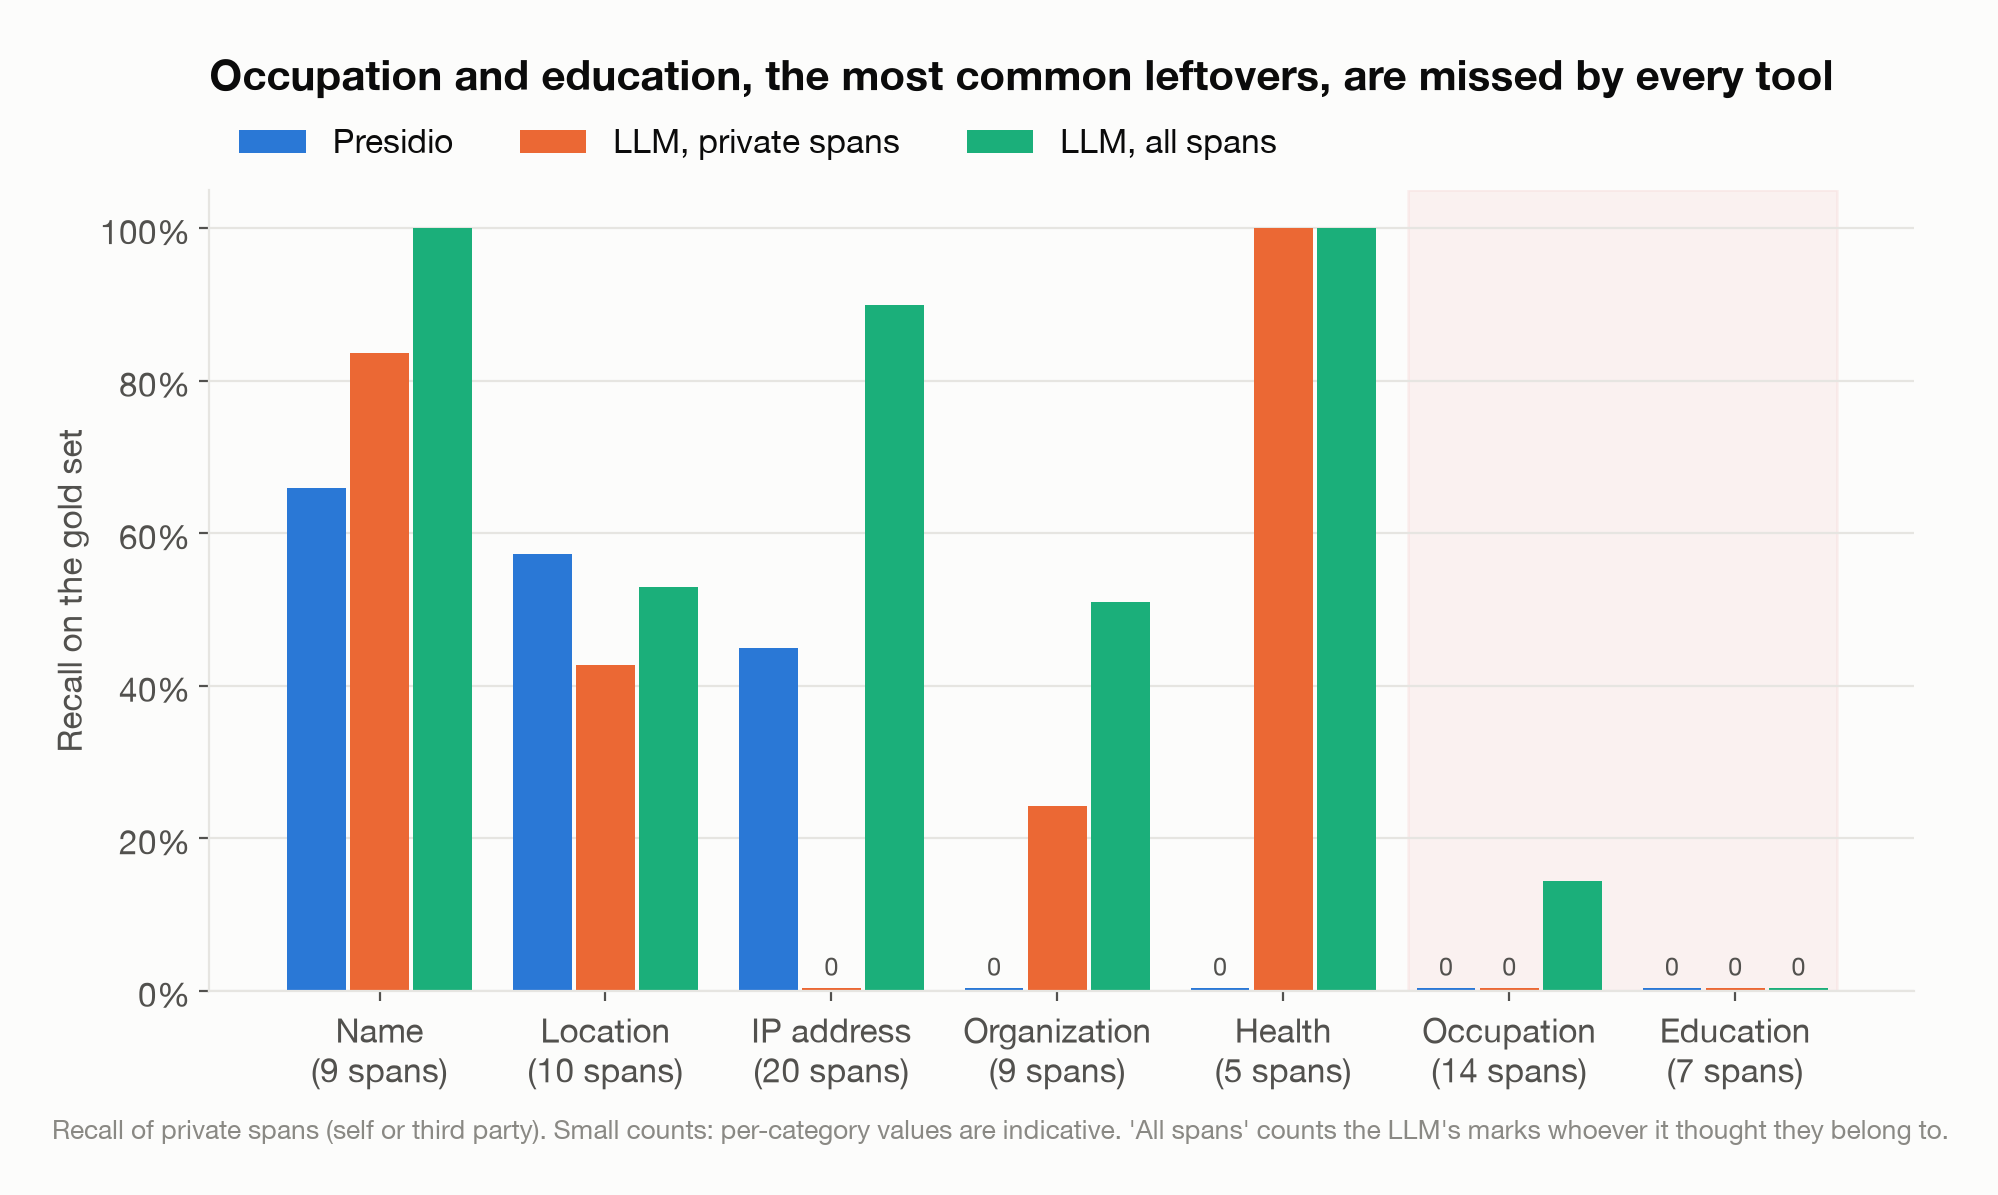 Occupation and education, the most common leftovers, are missed by every tool
Presidio
LLM, private spans
LLM, all spans
Recall on the gold set
100%
80%
60%
40%
20%
0%
0
0
0
0
0
0
0
0
Name
(9 spans)
Location
(10 spans)
IP address
(20 spans)
Organization
(9 spans)
Health
(5 spans)
Occupation
(14 spans)
Education
(7 spans)
Recall of private spans (self or third party). Small counts: per-category values are indicative. 'All spans' counts the LLM's marks whoever it thought they belong to.